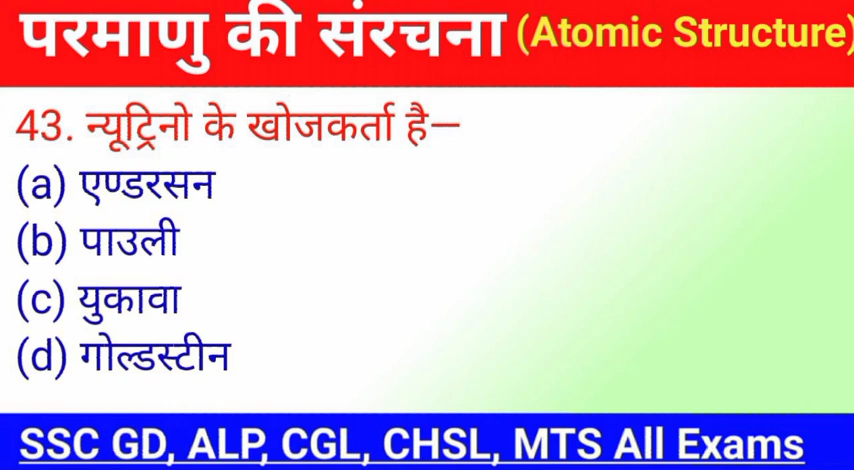 परमाणु की संरचना (Atomic Structure)
43. न्यूट्रिनो के खोजकर्ता है—
(a) एण्डरसन
(b) पाउली
(c) युकावा
(d) गोल्डस्टीन
SSC GD, ALP, CGL, CHSL, MTS All Exams